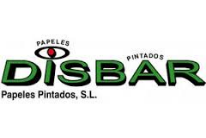 PAPELES
PINTADOS
DISBAR
Papeles Pintados, S.L.